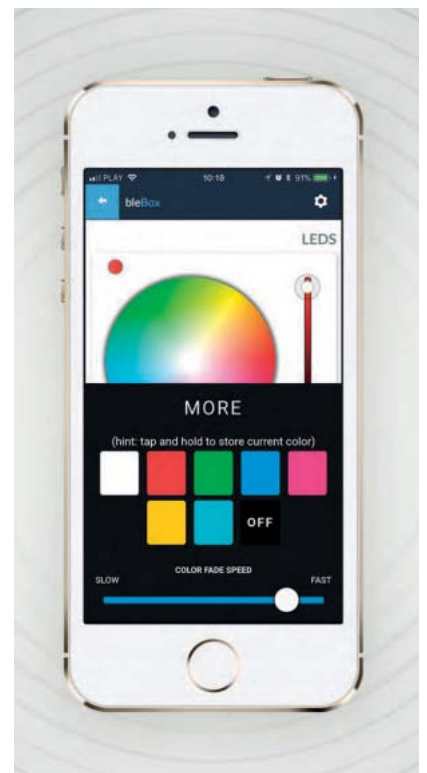 PLAY 10:18 91%
bleBox
LEDS
MORE
(hint: tap and hold to store current color)
OFF
COLOR FADE SPEED
SLOW FAST